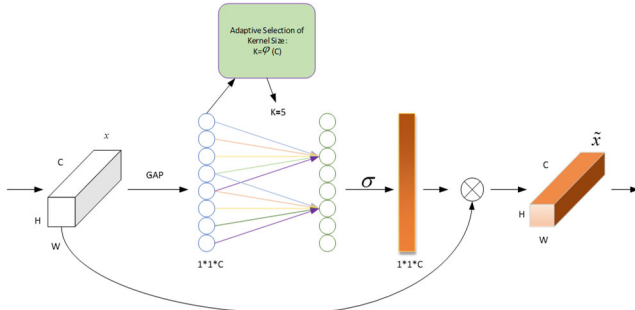 Adaptive Selection of
Kernel Size:
K=φ (C)
K=5
x
C
GAP
H
W
1*1*C
σ
1*1*C
x̃
C
H
W